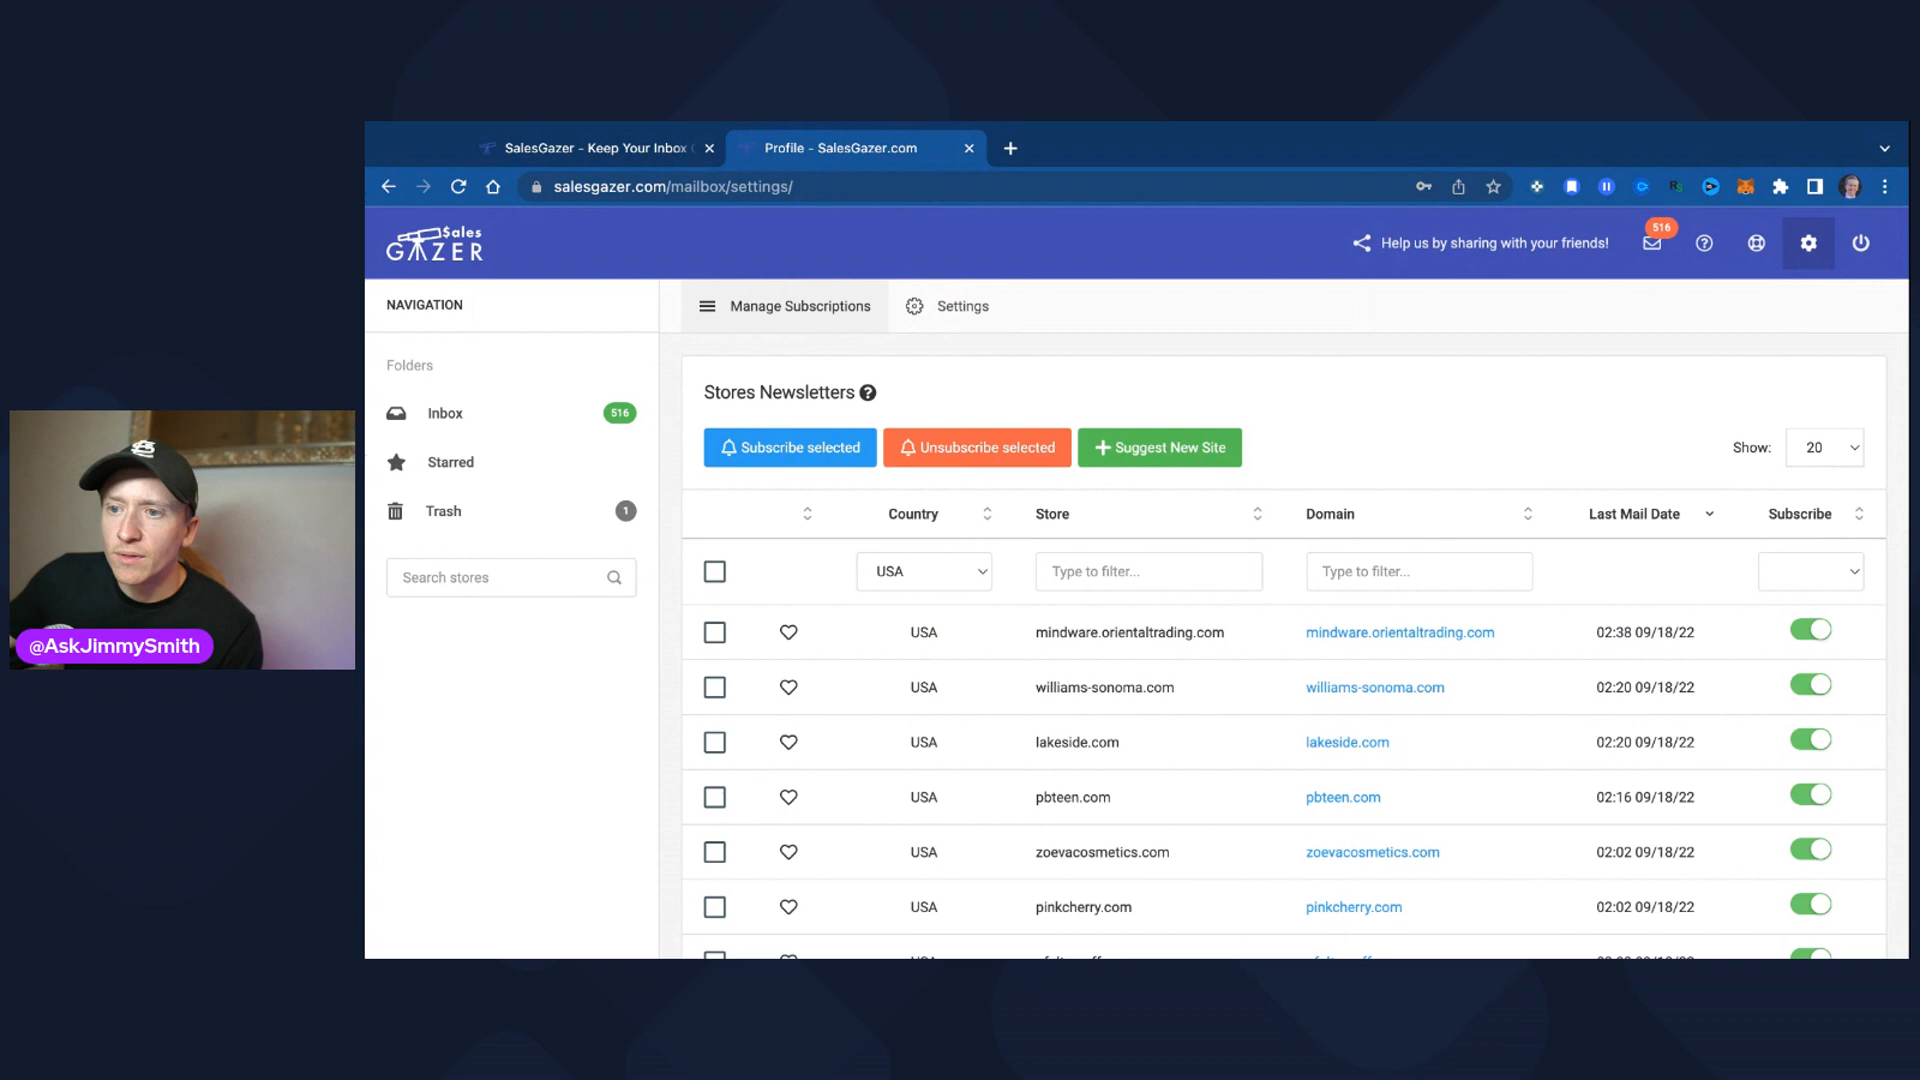 SalesGazer - Keep Your Inbox
Profile - SalesGazer.com
salesgazer.com/mailbox/settings/
$ales
GAZER
Help us by sharing with your friends!
516
NAVIGATION
Manage Subscriptions
Settings
Folders
Inbox
516
Starred
Trash
1
Search stores
Stores Newsletters
Subscribe selected
Unsubscribe selected
Suggest New Site
Show:
20
Country
Store
Domain
Last Mail Date
Subscribe
USA
Type to filter...
Type to filter...
USA
mindware.orientaltrading.com
mindware.orientaltrading.com
02:38 09/18/22
USA
williams-sonoma.com
williams-sonoma.com
02:20 09/18/22
USA
lakeside.com
lakeside.com
02:20 09/18/22
USA
pbteen.com
pbteen.com
02:16 09/18/22
USA
zoevacosmetics.com
zoevacosmetics.com
02:02 09/18/22
USA
pinkcherry.com
pinkcherry.com
02:02 09/18/22
@AskJimmySmith